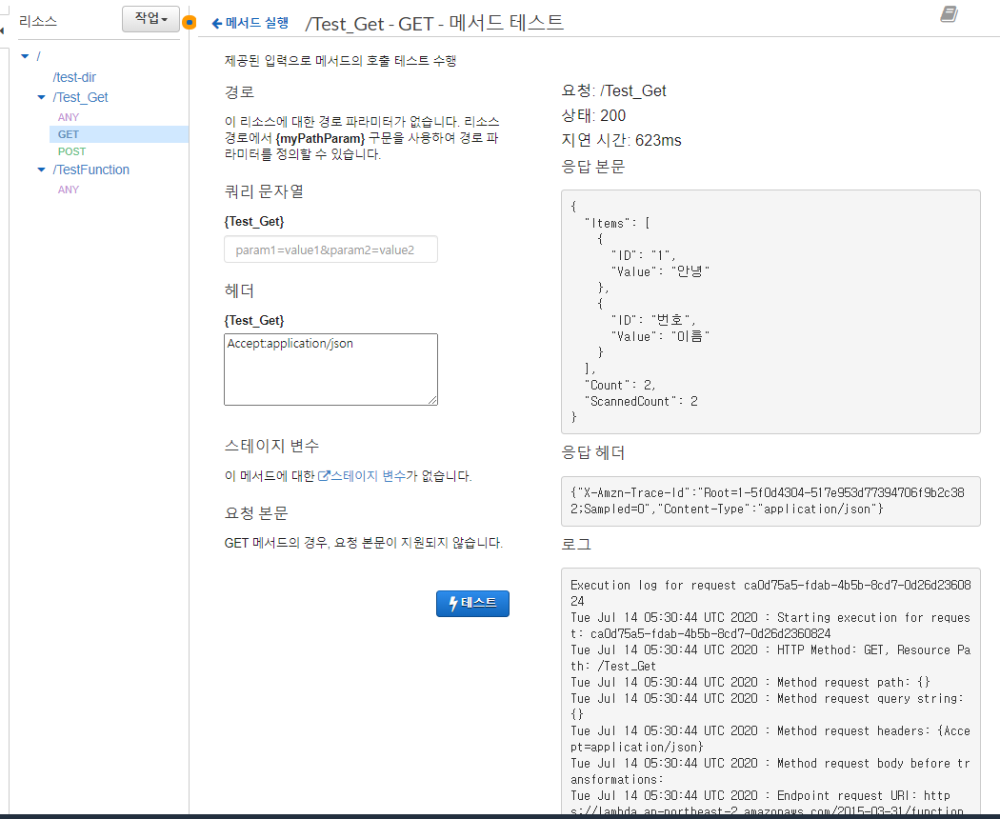 리소스
작업
메서드 실행
/Test_Get - GET - 메서드 테스트
/
/test-dir
/Test_Get
ANY
GET
POST
/TestFunction
ANY
제공된 입력으로 메서드의 호출 테스트 수행
경로
이 리소스에 대한 경로 파라미터가 없습니다. 리소스
경로에서 {myPathParam} 구문을 사용하여 경로 파
라미터를 정의할 수 있습니다.
쿼리 문자열
{Test_Get}
param1=value1&param2=value2
헤더
{Test_Get}
Accept:application/json
스테이지 변수
이 메서드에 대한 스테이지 변수가 없습니다.
요청 본문
GET 메서드의 경우, 요청 본문이 지원되지 않습니다.
테스트
요청: /Test_Get
상태: 200
지연 시간: 623ms
응답 본문
{
"Items": [
{
"ID": "1",
"Value": "안녕"
},
{
"ID": "번호",
"Value": "이름"
}
],
"Count": 2,
"ScannedCount": 2
}
응답 헤더
{"X-Amzn-Trace-Id":"Root=1-5f0d4304-517e953d77394706f9b2c38
2;Sampled=0","Content-Type":"application/json"}
로그
Execution log for request ca0d75a5-fdab-4b5b-8cd7-0d26d23608
24
Tue Jul 14 05:30:44 UTC 2020 : Starting execution for reques
t: ca0d75a5-fdab-4b5b-8cd7-0d26d2360824
Tue Jul 14 05:30:44 UTC 2020 : HTTP Method: GET, Resource Pa
th: /Test_Get
Tue Jul 14 05:30:44 UTC 2020 : Method request path: {}
Tue Jul 14 05:30:44 UTC 2020 : Method request query string:
{}
Tue Jul 14 05:30:44 UTC 2020 : Method request headers: {Acce
pt=application/json}
Tue Jul 14 05:30:44 UTC 2020 : Method request body before tr
ansformations:
Tue Jul 14 05:30:44 UTC 2020 : Endpoint request URI: http
s://lambda.ap-northeast-2.amazonaws.com/2015-03-31/function